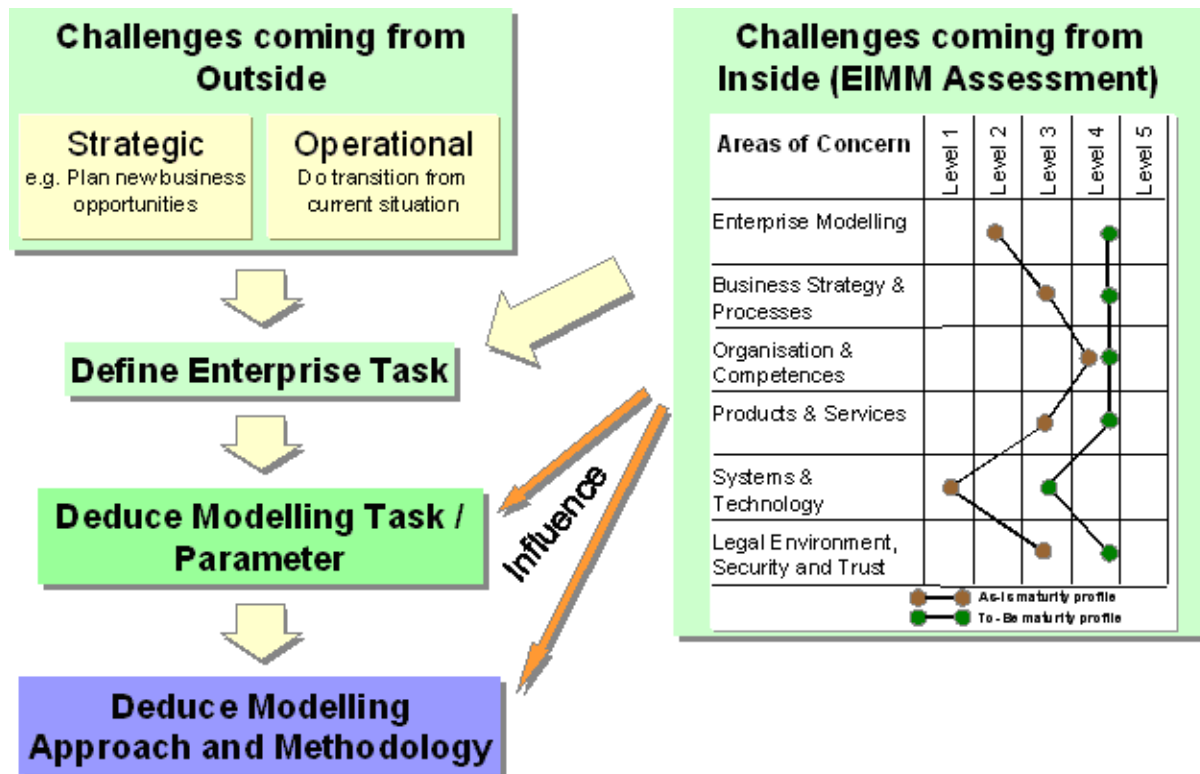 Challenges coming from
Outside
Strategic
e.g. Plan new business
opportunities
Operational
Do transition from
current situation
Define Enterprise Task
Deduce Modelling Task /
Parameter
Deduce Modelling
Approach and Methodology
Influence
Challenges coming from
Inside (EIMM Assessment)
Areas of Concern
Level 1
Level 2
Level 3
Level 4
Level 5
Enterprise Modelling
Business Strategy &
Processes
Organisation &
Competences
Products & Services
Systems &
Technology
Legal Environment,
Security and Trust
As-Is maturity profile
To-Be maturity profile